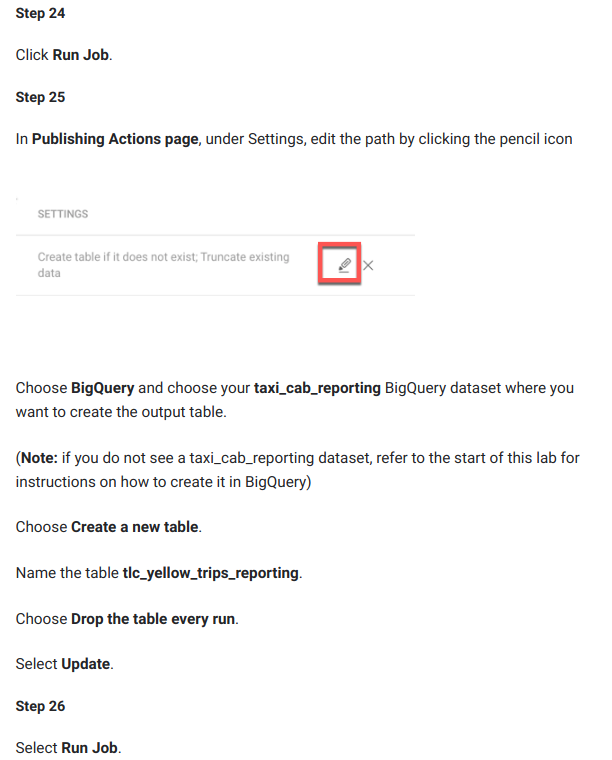 Step 24
Click Run Job.
Step 25
In Publishing Actions page, under Settings, edit the path by clicking the pencil icon
SETTINGS
Create table if it does not exist; Truncate existing
data
Choose BigQuery and choose your taxi_cab_reporting BigQuery dataset where you
want to create the output table.
(Note: if you do not see a taxi_cab_reporting dataset, refer to the start of this lab for
instructions on how to create it in BigQuery)
Choose Create a new table.
Name the table tlc_yellow_trips_reporting.
Choose Drop the table every run.
Select Update.
Step 26
Select Run Job.